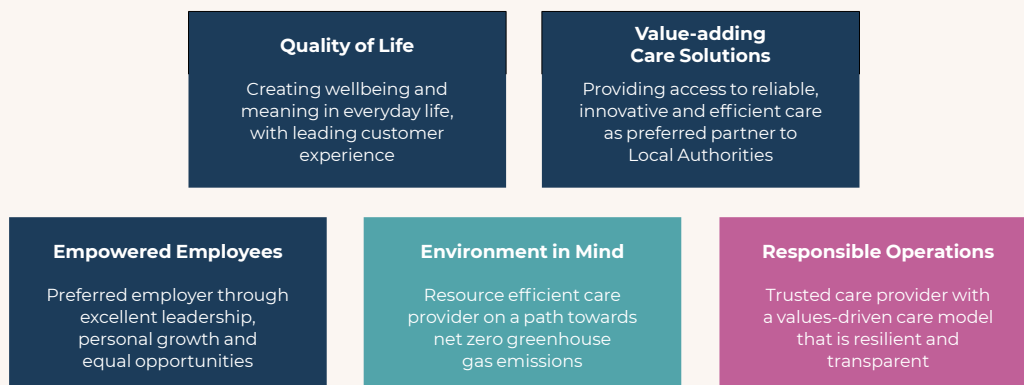 Quality of Life
Creating wellbeing and
meaning in everyday life,
with leading customer
experience
Value-adding
Care Solutions
Providing access to reliable,
innovative and efficient care
as preferred partner to
Local Authorities
Empowered Employees
Preferred employer through
excellent leadership,
personal growth and
equal opportunities
Environment in Mind
Resource efficient care
provider on a path towards
net zero greenhouse
gas emissions
Responsible Operations
Trusted care provider with
a values-driven care model
that is resilient and
transparent